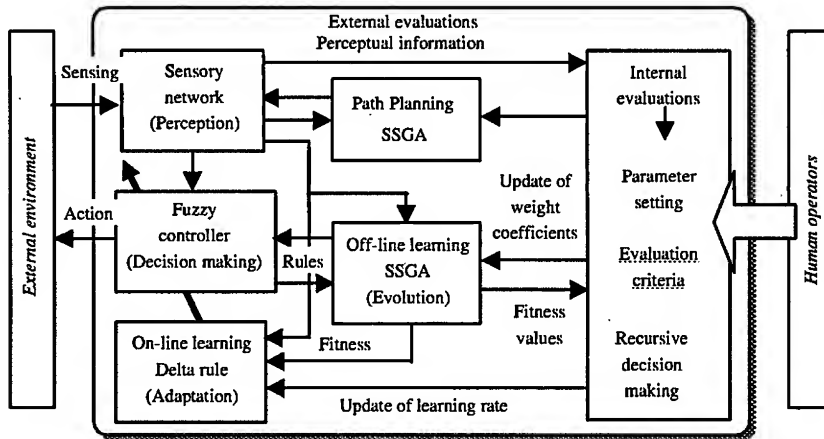 External evaluations
Perceptual information
External environment
Sensing
Action
Sensory
network
(Perception)
Path Planning
SSGA
Fuzzy
controller
(Decision making)
Rules
Off-line learning
SSGA
(Evolution)
Update of
weight
coefficients
Fitness
values
On-line learning
Delta rule
(Adaptation)
Fitness
Update of learning rate
Internal
evaluations
Parameter
setting
Evaluation
criteria
Recursive
decision
making
Human operators